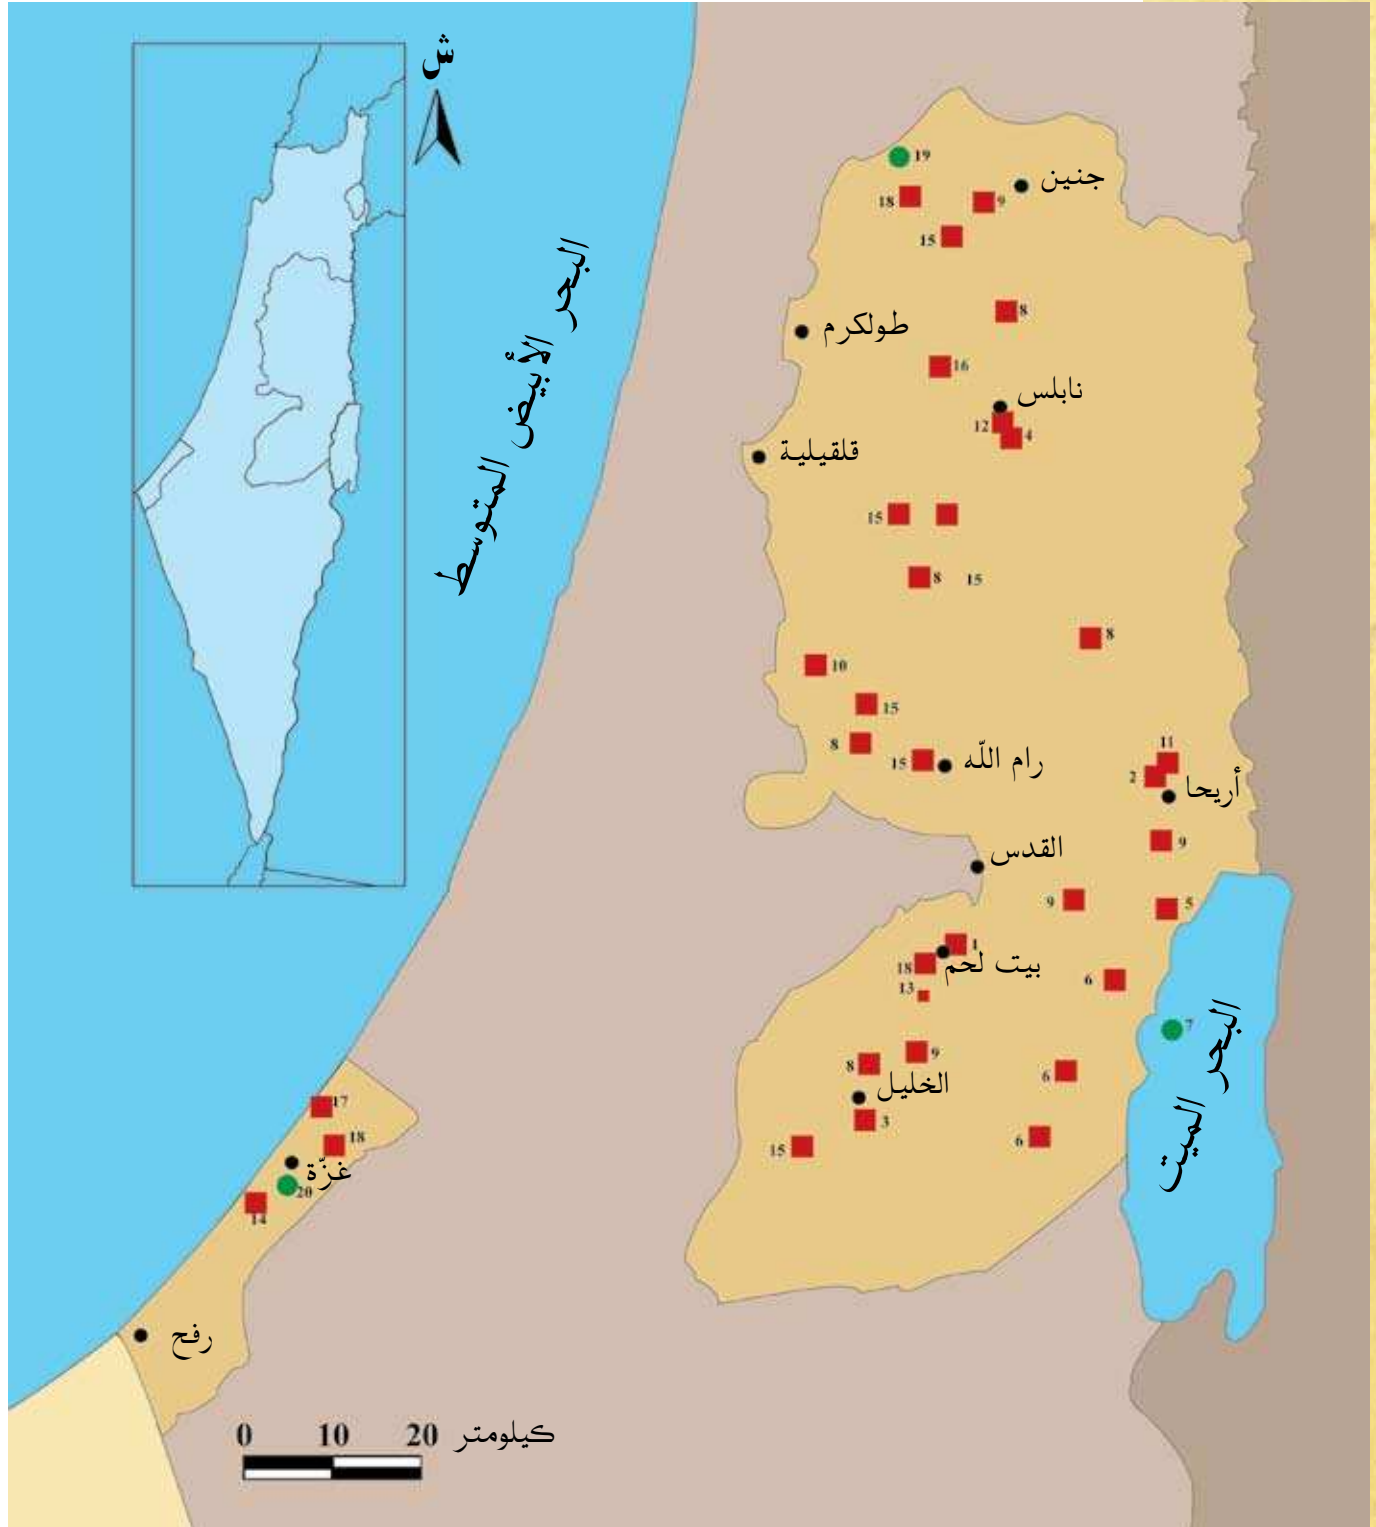 ش
19
جنين
18
9
15
البحر الأبيض المتوسط
8
طولكرم
16
نابلس
12
4
قلقيلية
15
8
15
8
10
15
8
15
رام اللّه
11
2
أريحا
9
القدس
9
5
1
بيت لحم
18
13
6
7
البحر الميت
9
8
6
الخليل
3
6
15
17
18
غزّة
20
14
رفح
0 10 20 كيلومتر